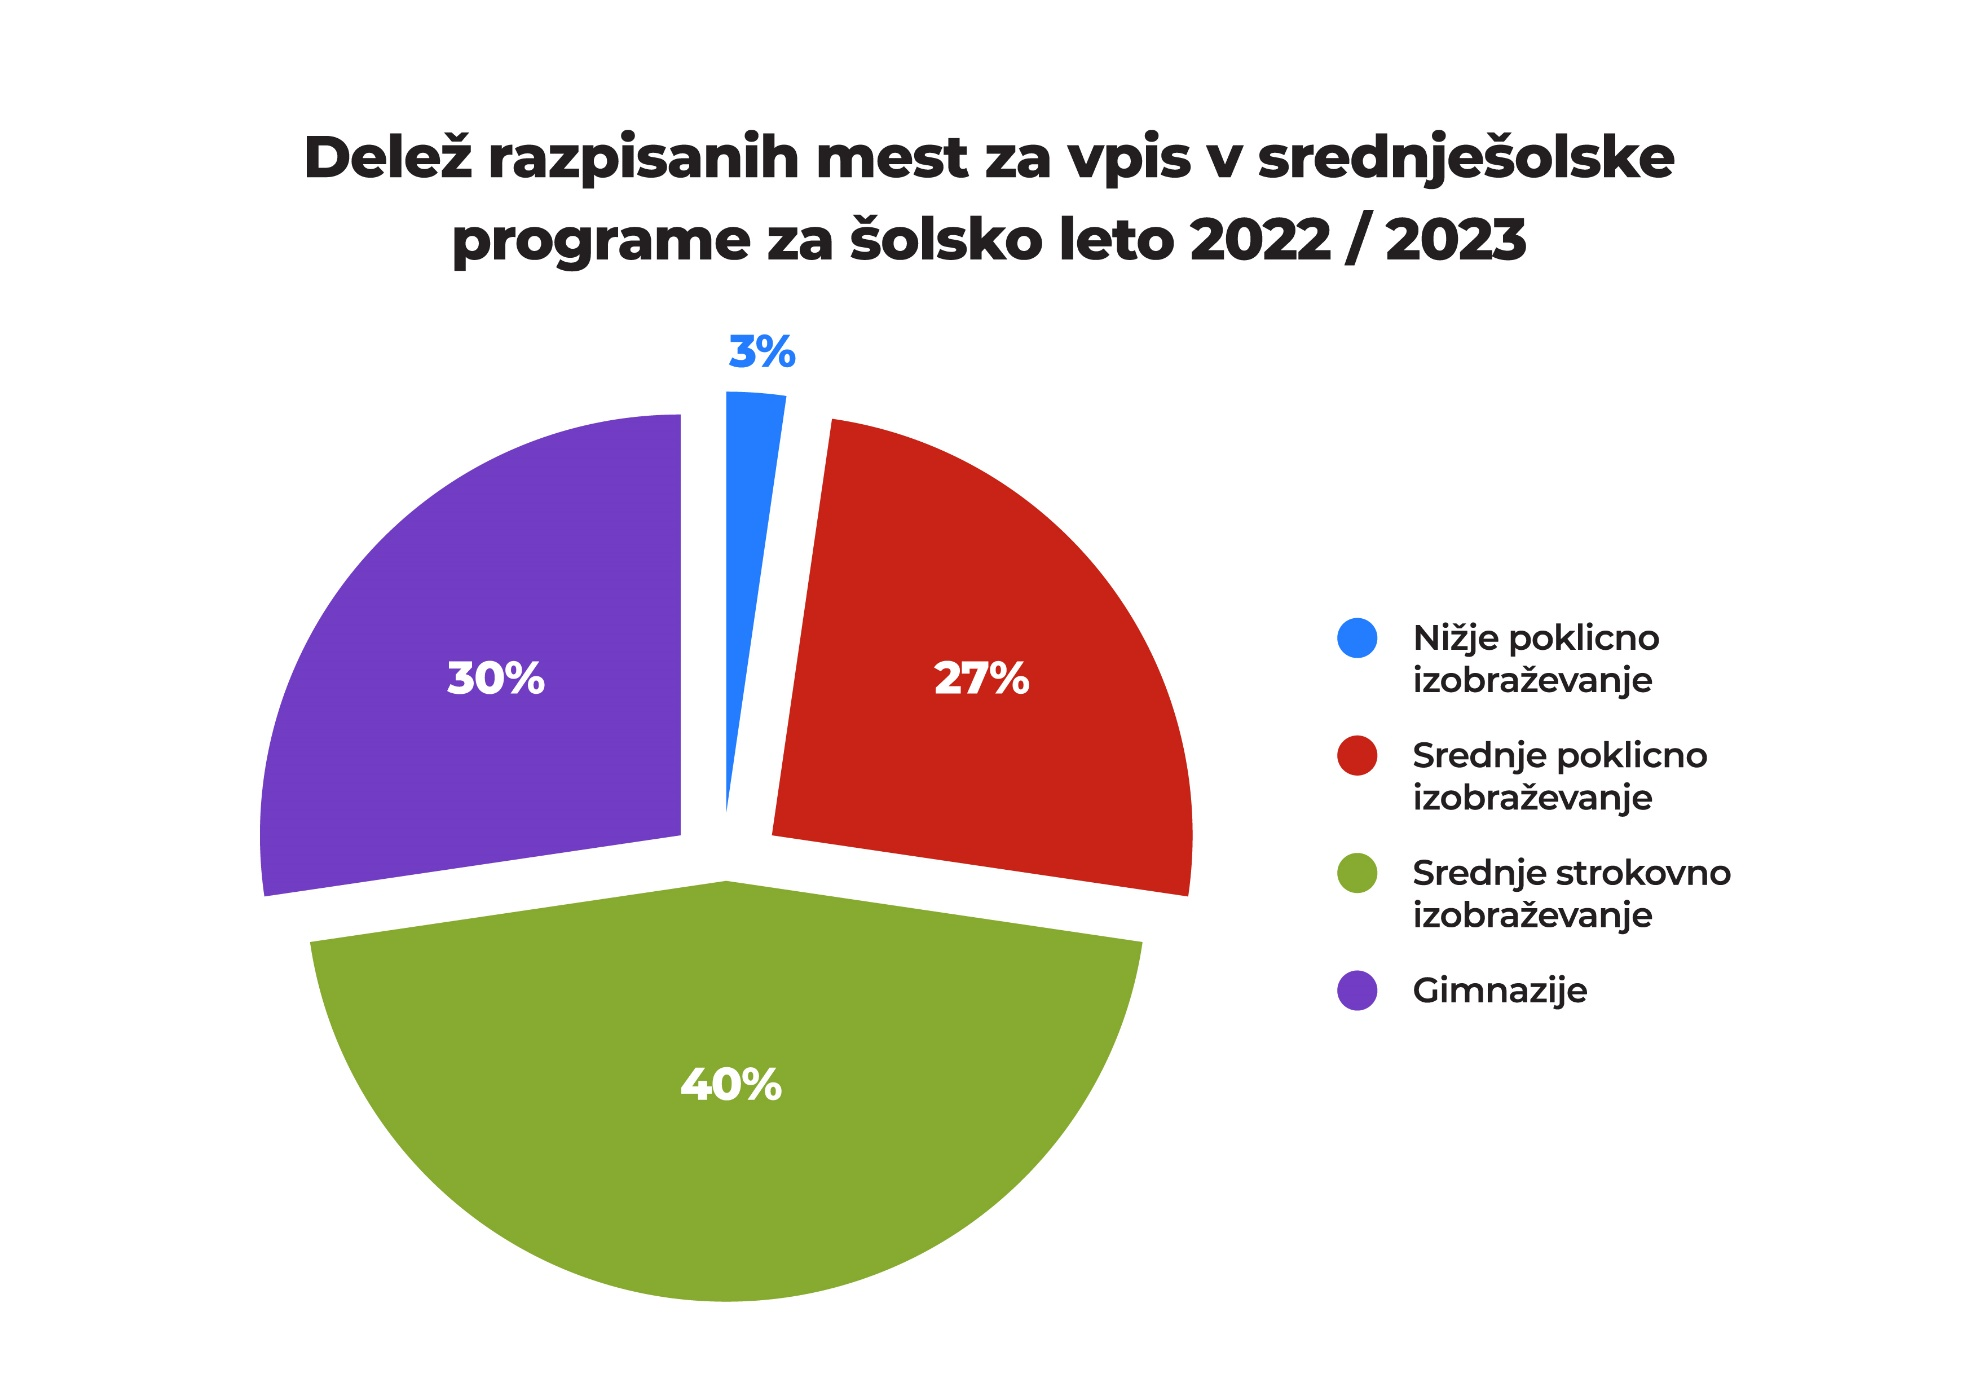 Delež razpisanih mest za vpis v srednješolske
programe za šolsko leto 2022 / 2023
3%
30%
27%
40%
Nižje poklicno
izobraževanje
Srednje poklicno
izobraževanje
Srednje strokovno
izobraževanje
Gimnazije